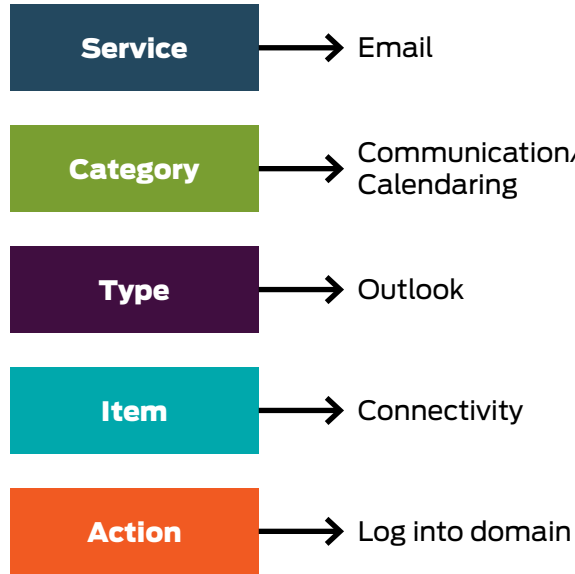 Service
Email
Category
Communication/
Calendaring
Type
Outlook
Item
Connectivity
Action
Log into domain